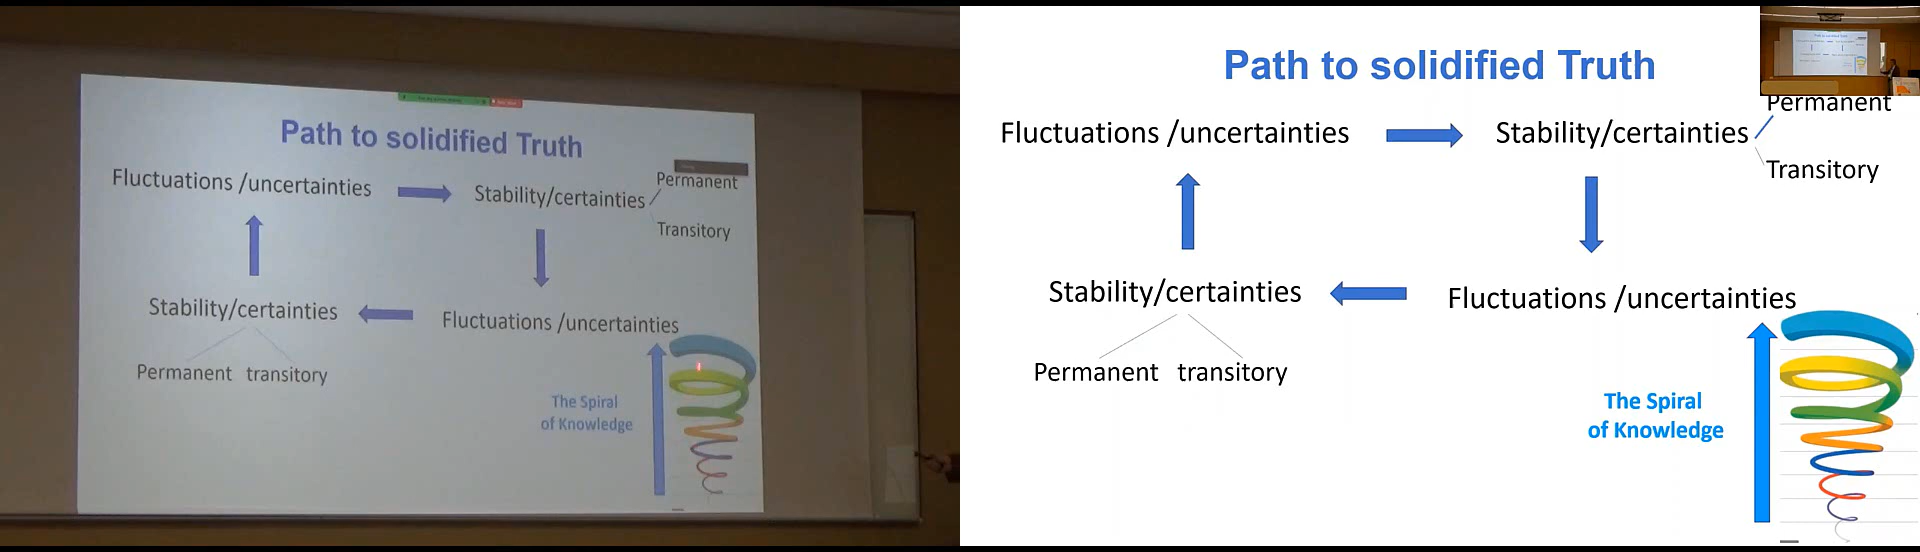 Path to solidified Truth
Fluctuations /uncertainties
Stability/certainties
Permanent
Transitory
Stability/certainties
Fluctuations /uncertainties
Permanent transitory
The Spiral
of Knowledge
Path to solidified Truth
Fluctuations /uncertainties
Stability/certainties
Permanent
Transitory
Stability/certainties
Fluctuations /uncertainties
Permanent transitory
The Spiral
of Knowledge